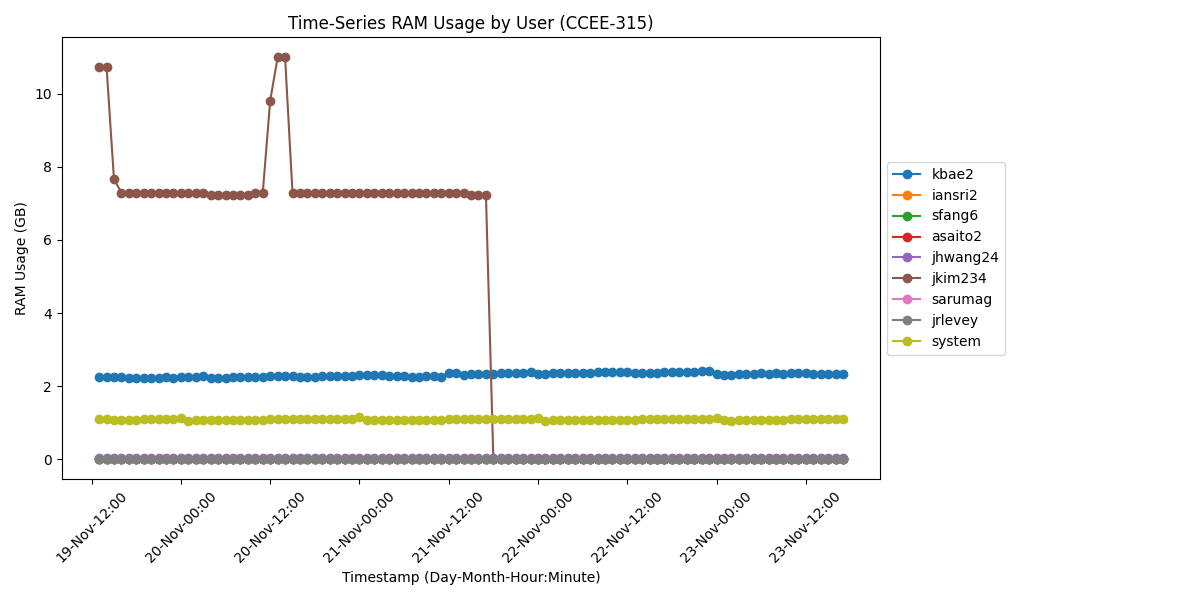 Time-Series RAM Usage by User (CCEE-315)
RAM Usage (GB)
10
8
6
4
2
0
19-Nov-12:00
20-Nov-00:00
20-Nov-12:00
21-Nov-00:00
21-Nov-12:00
22-Nov-00:00
22-Nov-12:00
23-Nov-00:00
23-Nov-12:00
Timestamp (Day-Month-Hour:Minute)
kbae2
iansri2
sfang6
asaito2
jhwang24
jkim234
sarumag
jrlevey
system